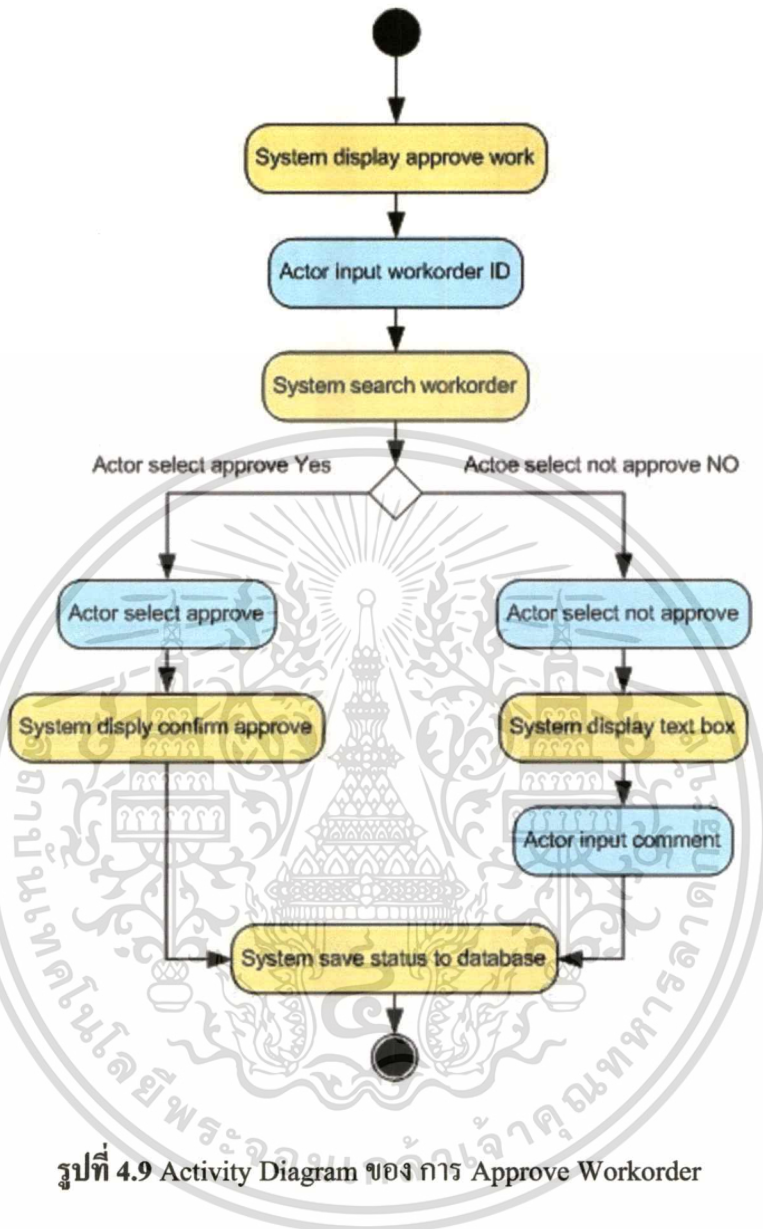 System display approve work
Actor input workorder ID
System search workorder
Actor select approve Yes
Actoe select not approve NO
Actor select approve
Actor select not approve
System disply confirm approve
System display text box
Actor input comment
System save status to database
รูปที่ 4.9 Activity Diagram ของ การ Approve Workorder